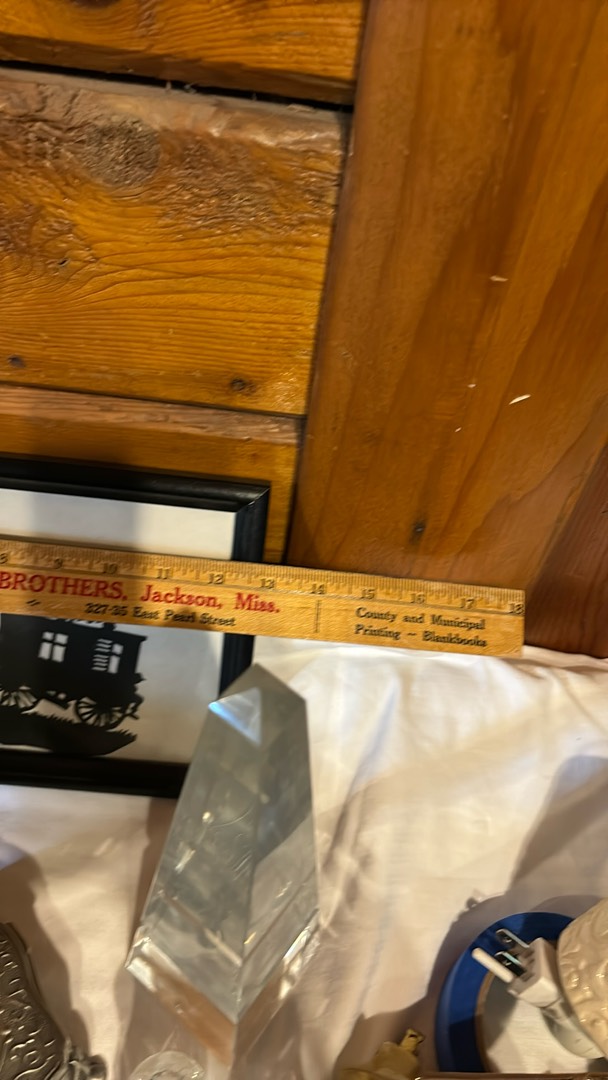 8 9 10 11 12 13 14 15 16 17 18
BROTHERS, Jackson, Miss.
327-35 East Pearl Street
County and Municipal
Printing — Blankbooks